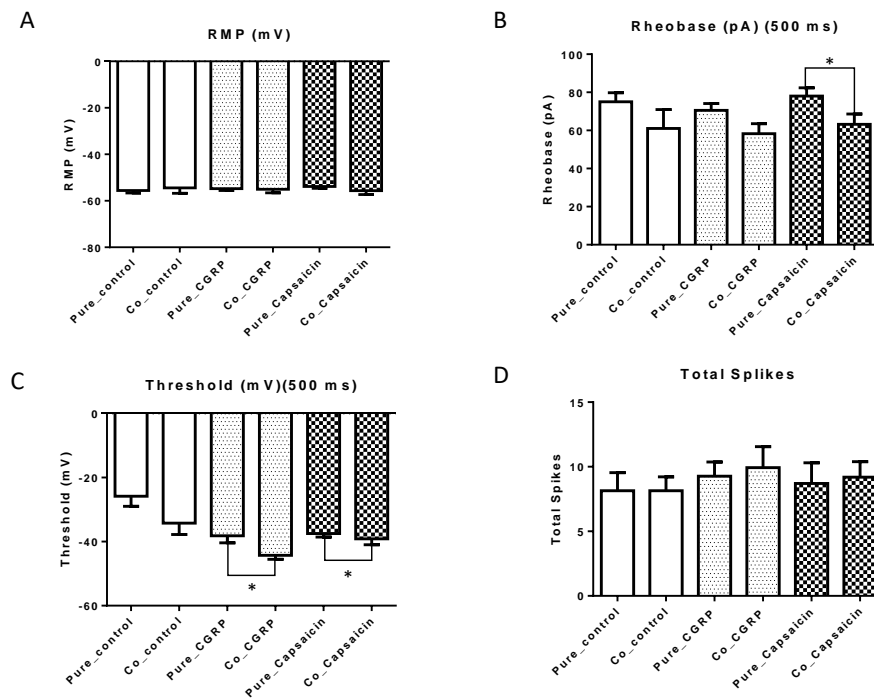 A
RMP (mV)
RMP (mV)
0
-20
-40
-60
-80
Pure_control
Co_control
Pure_CGRP
Co_CGRP
Pure_Capsaicin
Co_Capsaicin
B
Rheobase (pA) (500 ms)
Rheobase (pA)
100
80
60
40
20
0
*
Pure_control
Co_control
Pure_CGRP
Co_CGRP
Pure_Capsaicin
Co_Capsaicin
C
Threshold (mV)(500 ms)
Threshold (mV)
0
-20
-40
-60
*
*
Pure_control
Co_control
Pure_CGRP
Co_CGRP
Pure_Capsaicin
Co_Capsaicin
D
Total Splikes
Total Spikes
15
10
5
0
Pure_control
Co_control
Pure_CGRP
Co_CGRP
Pure_Capsaicin
Co_Capsaicin